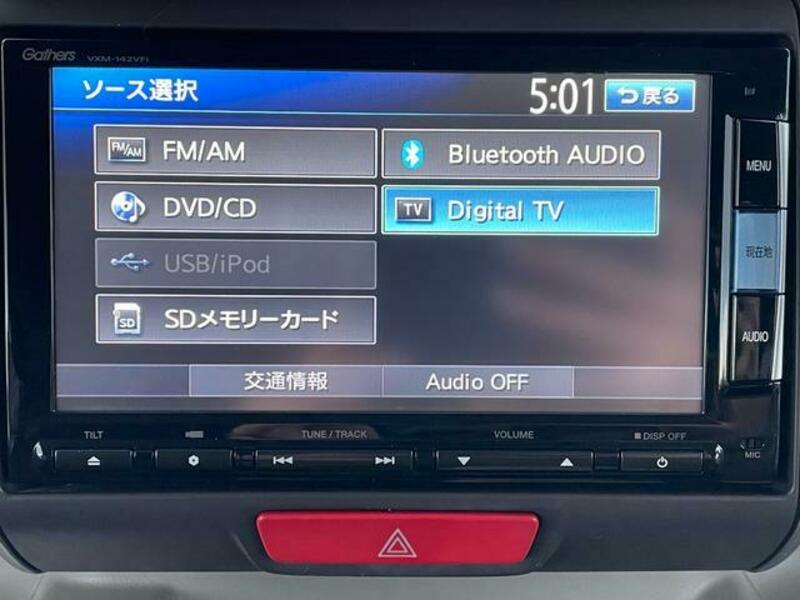 Gathers VXM-142VFi
ソース選択 5:01 戻る
FM/AM FM/AM
Bluetooth AUDIO
DVD/CD
TV Digital TV
USB/iPod
SD SDメモリーカード
交通情報 Audio OFF
MENU
現在地
AUDIO
TILT TUNE / TRACK VOLUME DISP OFF
MIC